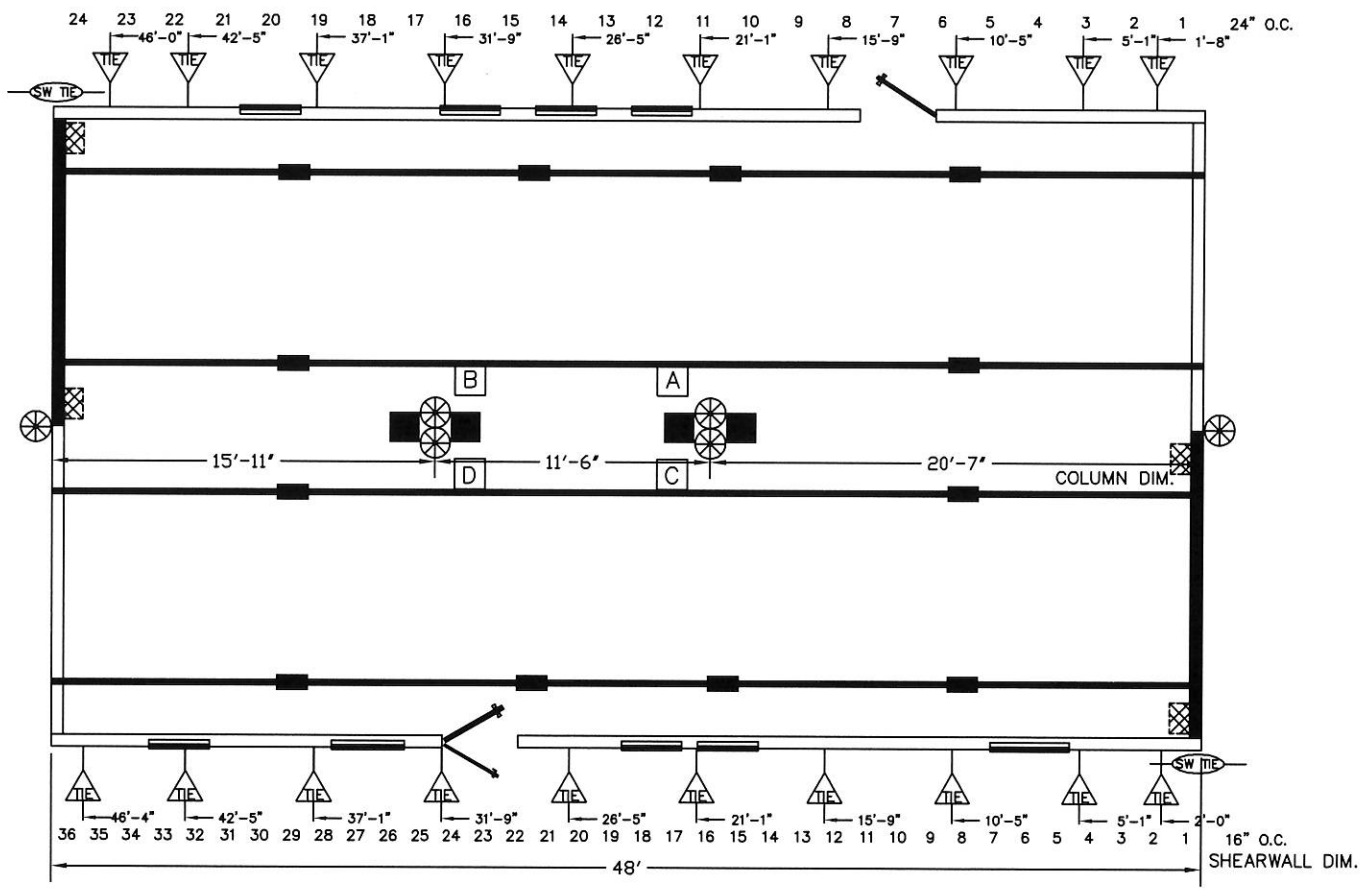 24 23 22 21 20 19 18 17 16 15 14 13 12 11 10 9 8 7 6 5 4 3 2 1 24" O.C.
46'-0" 42'-5" 37'-1" 31'-9" 26'-5" 21'-1" 15'-9" 10'-5" 5'-1" 1'-8"
TIE TIE TIE TIE TIE TIE TIE TIE TIE TIE
SW TIE
B A
15'-11" 11'-6" 20'-7"
D C COLUMN DIM.
SW TIE
TIE TIE TIE TIE TIE TIE TIE TIE TIE TIE
46'-4" 42'-5" 37'-1" 31'-9" 26'-5" 21'-1" 15'-9" 10'-5" 5'-1" 2'-0"
36 35 34 33 32 31 30 29 28 27 26 25 24 23 22 21 20 19 18 17 16 15 14 13 12 11 10 9 8 7 6 5 4 3 2 1 16" O.C.
SHEARWALL DIM.
48'